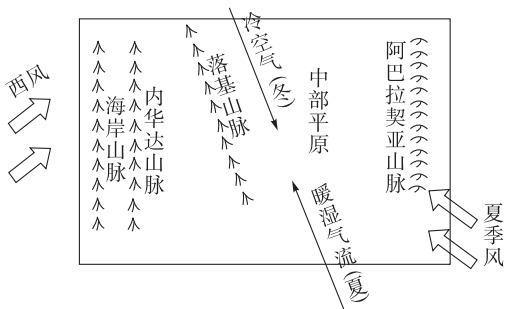 西风
海岸山脉
内华达山脉
落基山脉
冷空气(冬)
中部平原
暖湿气流(夏)
阿巴拉契亚山脉
夏季风